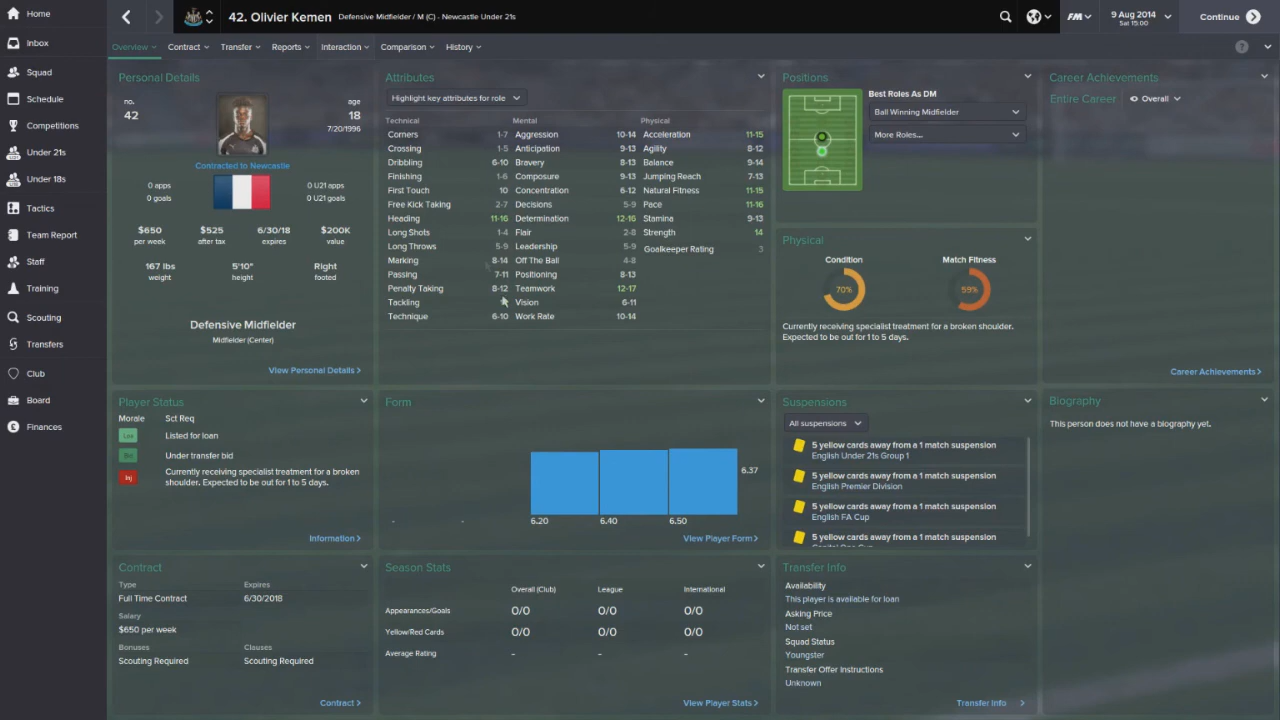 Home
Inbox
Squad
Schedule
Competitions
Under 21s
Under 18s
Tactics
Team Report
Staff
Training
Scouting
Transfers
Club
Board
Finances
42. Olivier Kemen Defensive Midfielder / M (C) - Newcastle Under 21s
FM
9 Aug 2014
Sat 15:00
Continue
Overview Contract Transfer Reports Interaction Comparison History
?
Personal Details
no.
42
age
18
7/20/1996
Contracted to Newcastle
0 apps
0 goals
0 U21 apps
0 U21 goals
$650
per week
$525
after tax
6/30/18
expires
$200K
value
167 lbs
weight
5'10"
height
Right
footed
Defensive Midfielder
Midfielder (Center)
View Personal Details >
Attributes
Highlight key attributes for role
Technical Mental Physical
Corners 1-7 Aggression 10-14 Acceleration 11-15
Crossing 1-5 Anticipation 9-13 Agility 8-12
Dribbling 6-10 Bravery 8-13 Balance 9-14
Finishing 1-6 Composure 9-13 Jumping Reach 7-13
First Touch 10 Concentration 6-12 Natural Fitness 11-15
Free Kick Taking 2-7 Decisions 5-9 Pace 11-16
Heading 11-16 Determination 12-16 Stamina 9-13
Long Shots 1-4 Flair 2-8 Strength 14
Long Throws 5-9 Leadership 5-9 Goalkeeper Rating 3
Marking 8-14 Off The Ball 4-8
Passing 7-11 Positioning 8-13
Penalty Taking 8-12 Teamwork 12-17
Tackling Vision 6-11
Technique 6-10 Work Rate 10-14
Positions
Best Roles As DM
Ball Winning Midfielder
More Roles...
Physical
Condition
70%
Match Fitness
59%
Currently receiving specialist treatment for a broken shoulder.
Expected to be out for 1 to 5 days.
Career Achievements
Entire Career Overall
Career Achievements >
Player Status
Morale Sct Req
Loa Listed for loan
Bid Under transfer bid
Inj Currently receiving specialist treatment for a broken
shoulder. Expected to be out for 1 to 5 days.
Information >
Form
6.37
- - 6.20 6.40 6.50
View Player Form >
Suspensions
All suspensions
5 yellow cards away from a 1 match suspension
English Under 21s Group 1
5 yellow cards away from a 1 match suspension
English Premier Division
5 yellow cards away from a 1 match suspension
English FA Cup
5 yellow cards away from a 1 match suspension
Biography
This person does not have a biography yet.
Contract
Type
Full Time Contract
Expires
6/30/2018
Salary
$650 per week
Bonuses
Scouting Required
Clauses
Scouting Required
Contract >
Season Stats
Overall (Club) League International
Appearances/Goals 0/0 0/0 0/0
Yellow/Red Cards 0/0 0/0 0/0
Average Rating - - -
View Player Stats >
Transfer Info
Availability
This player is available for loan
Asking Price
Not set
Squad Status
Youngster
Transfer Offer Instructions
Unknown
Transfer Info >